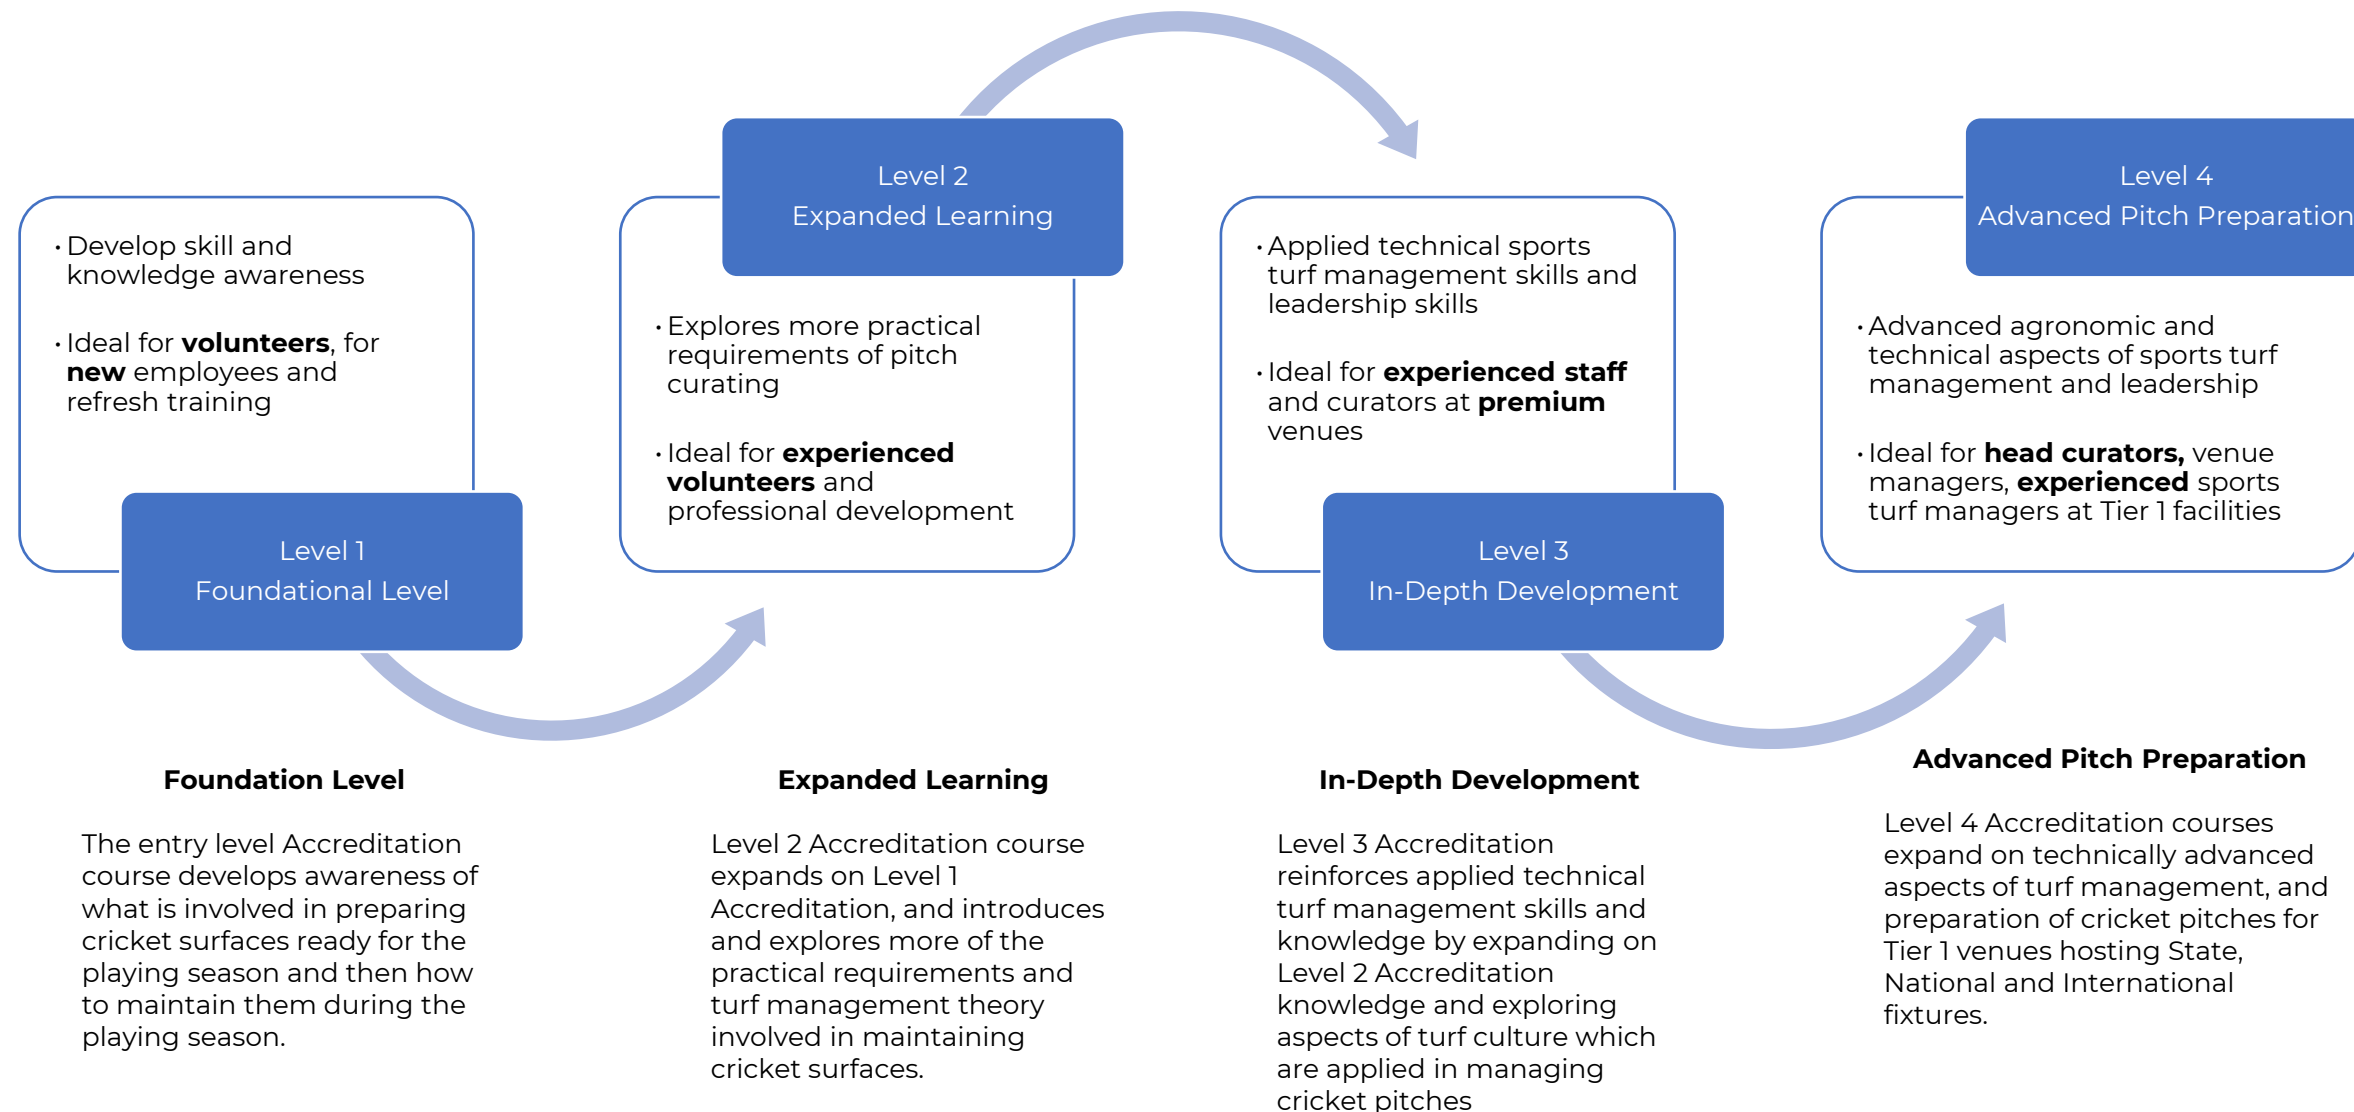 · Develop skill and
knowledge awareness
· Ideal for volunteers, for
new employees and
refresh training
Level 1
Foundational Level
Level 2
Expanded Learning
· Explores more practical
requirements of pitch
curating
· Ideal for experienced
volunteers and
professional development
· Applied technical sports
turf management skills and
leadership skills
· Ideal for experienced staff
and curators at premium
venues
Level 3
In-Depth Development
Level 4
Advanced Pitch Preparation
· Advanced agronomic and
technical aspects of sports turf
management and leadership
· Ideal for head curators, venue
managers, experienced sports
turf managers at Tier 1 facilities
Foundation Level
The entry level Accreditation
course develops awareness of
what is involved in preparing
cricket surfaces ready for the
playing season and then how
to maintain them during the
playing season.
Expanded Learning
Level 2 Accreditation course
expands on Level 1
Accreditation, and introduces
and explores more of the
practical requirements and
turf management theory
involved in maintaining
cricket surfaces.
In-Depth Development
Level 3 Accreditation
reinforces applied technical
turf management skills and
knowledge by expanding on
Level 2 Accreditation
knowledge and exploring
aspects of turf culture which
are applied in managing
cricket pitches
Advanced Pitch Preparation
Level 4 Accreditation courses
expand on technically advanced
aspects of turf management, and
preparation of cricket pitches for
Tier 1 venues hosting State,
National and International
fixtures.